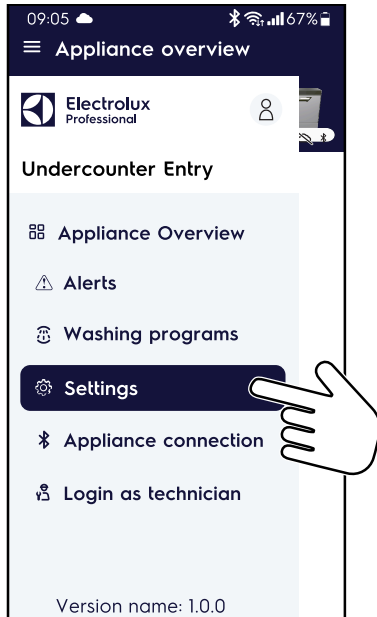 09:05 67%
Appliance overview
Electrolux
Professional
Undercounter Entry
Appliance Overview
Alerts
Washing programs
Settings
Appliance connection
Login as technician
Version name: 1.0.0